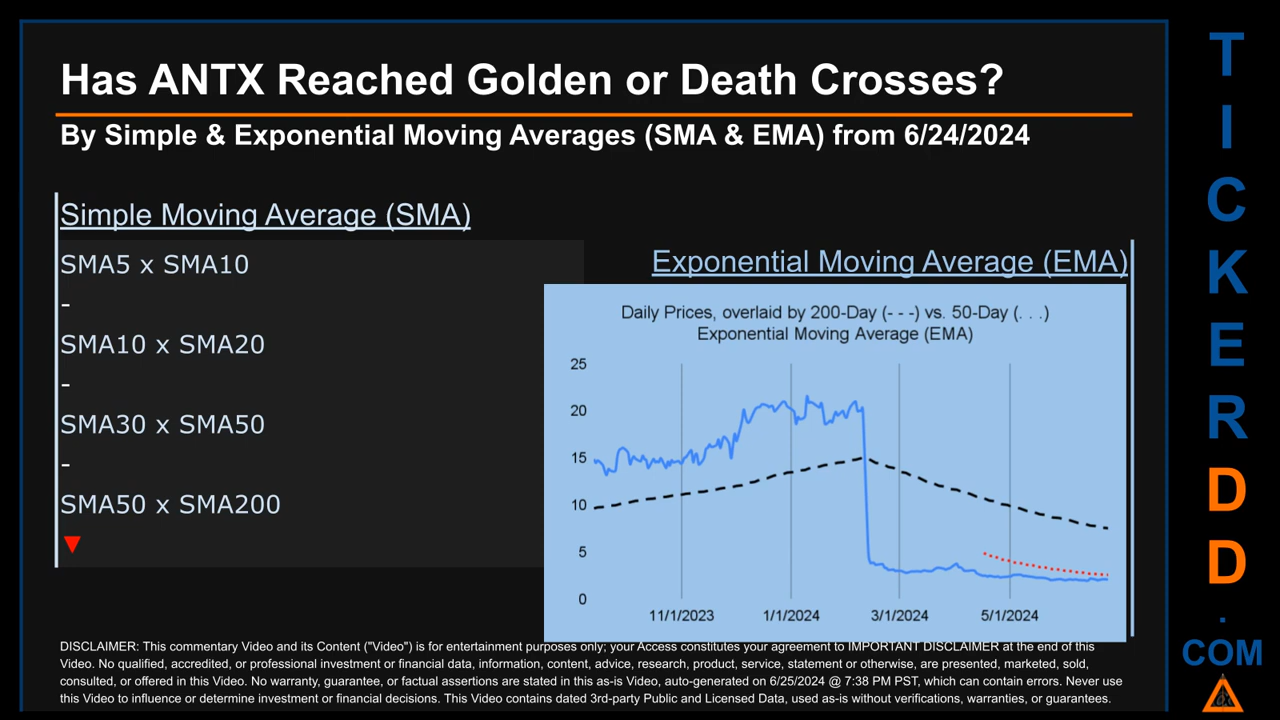 Has ANTX Reached Golden or Death Crosses?
By Simple & Exponential Moving Averages (SMA & EMA) from 6/24/2024
Simple Moving Average (SMA)
SMA5 x SMA10
-
SMA10 x SMA20
-
SMA30 x SMA50
-
SMA50 x SMA200
▼
Exponential Moving Average (EMA)
Daily Prices, overlaid by 200-Day (- - -) vs. 50-Day (. . .)
Exponential Moving Average (EMA)
25
20
15
10
5
0
11/1/2023 1/1/2024 3/1/2024 5/1/2024
DISCLAIMER: This commentary Video and its Content ("Video") is for entertainment purposes only; your Access constitutes your agreement to IMPORTANT DISCLAIMER at the end of this
Video. No qualified, accredited, or professional investment or financial data, information, content, advice, research, product, service, statement or otherwise, are presented, marketed, sold,
consulted, or offered in this Video. No warranty, guarantee, or factual assertions are stated in this as-is Video, auto-generated on 6/25/2024 @ 7:38 PM PST, which can contain errors. Never use
this Video to influence or determine investment or financial decisions. This Video contains dated 3rd-party Public and Licensed Data, used as-is without verifications, warranties, or guarantees.
T
I
C
K
E
R
D
D
.
COM